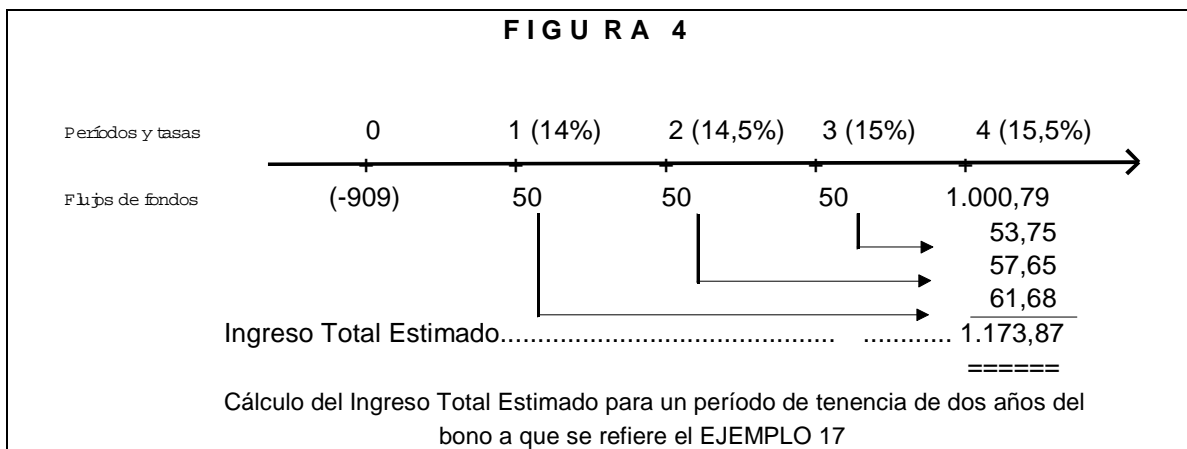 FIGURA 4
Períodos y tasas 0 1 (14%) 2 (14,5%) 3 (15%) 4 (15,5%)
Flujos de fondos (-909) 50 50 50 1.000,79
53,75
57,65
61,68
Ingreso Total Estimado............................................. ............ 1.173,87
======
Cálculo del Ingreso Total Estimado para un período de tenencia de dos años del
bono a que se refiere el EJEMPLO 17